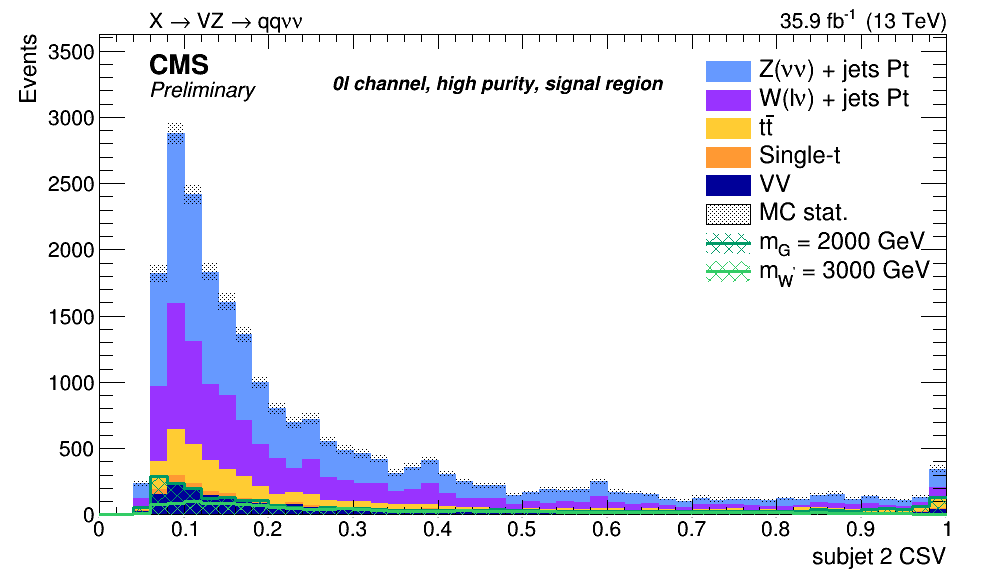 X → VZ → qqνν
35.9 fb⁻¹ (13 TeV)
Events
CMS
Preliminary
0l channel, high purity, signal region
Z(νν) + jets Pt
W(lν) + jets Pt
tt̄
Single-t
VV
MC stat.
m_G = 2000 GeV
m_W' = 3000 GeV
3500
3000
2500
2000
1500
1000
500
0
0 0.1 0.2 0.3 0.4 0.5 0.6 0.7 0.8 0.9 1
subjet 2 CSV